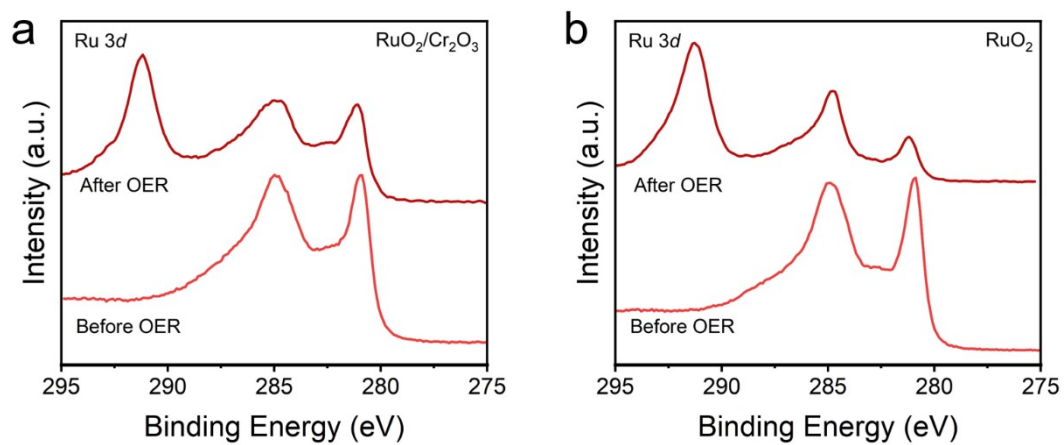 a
Ru 3d
RuO₂/Cr₂O₃
After OER
Before OER
Intensity (a.u.)
295 290 285 280 275
Binding Energy (eV)
b
Ru 3d
RuO₂
After OER
Before OER
Intensity (a.u.)
295 290 285 280 275
Binding Energy (eV)